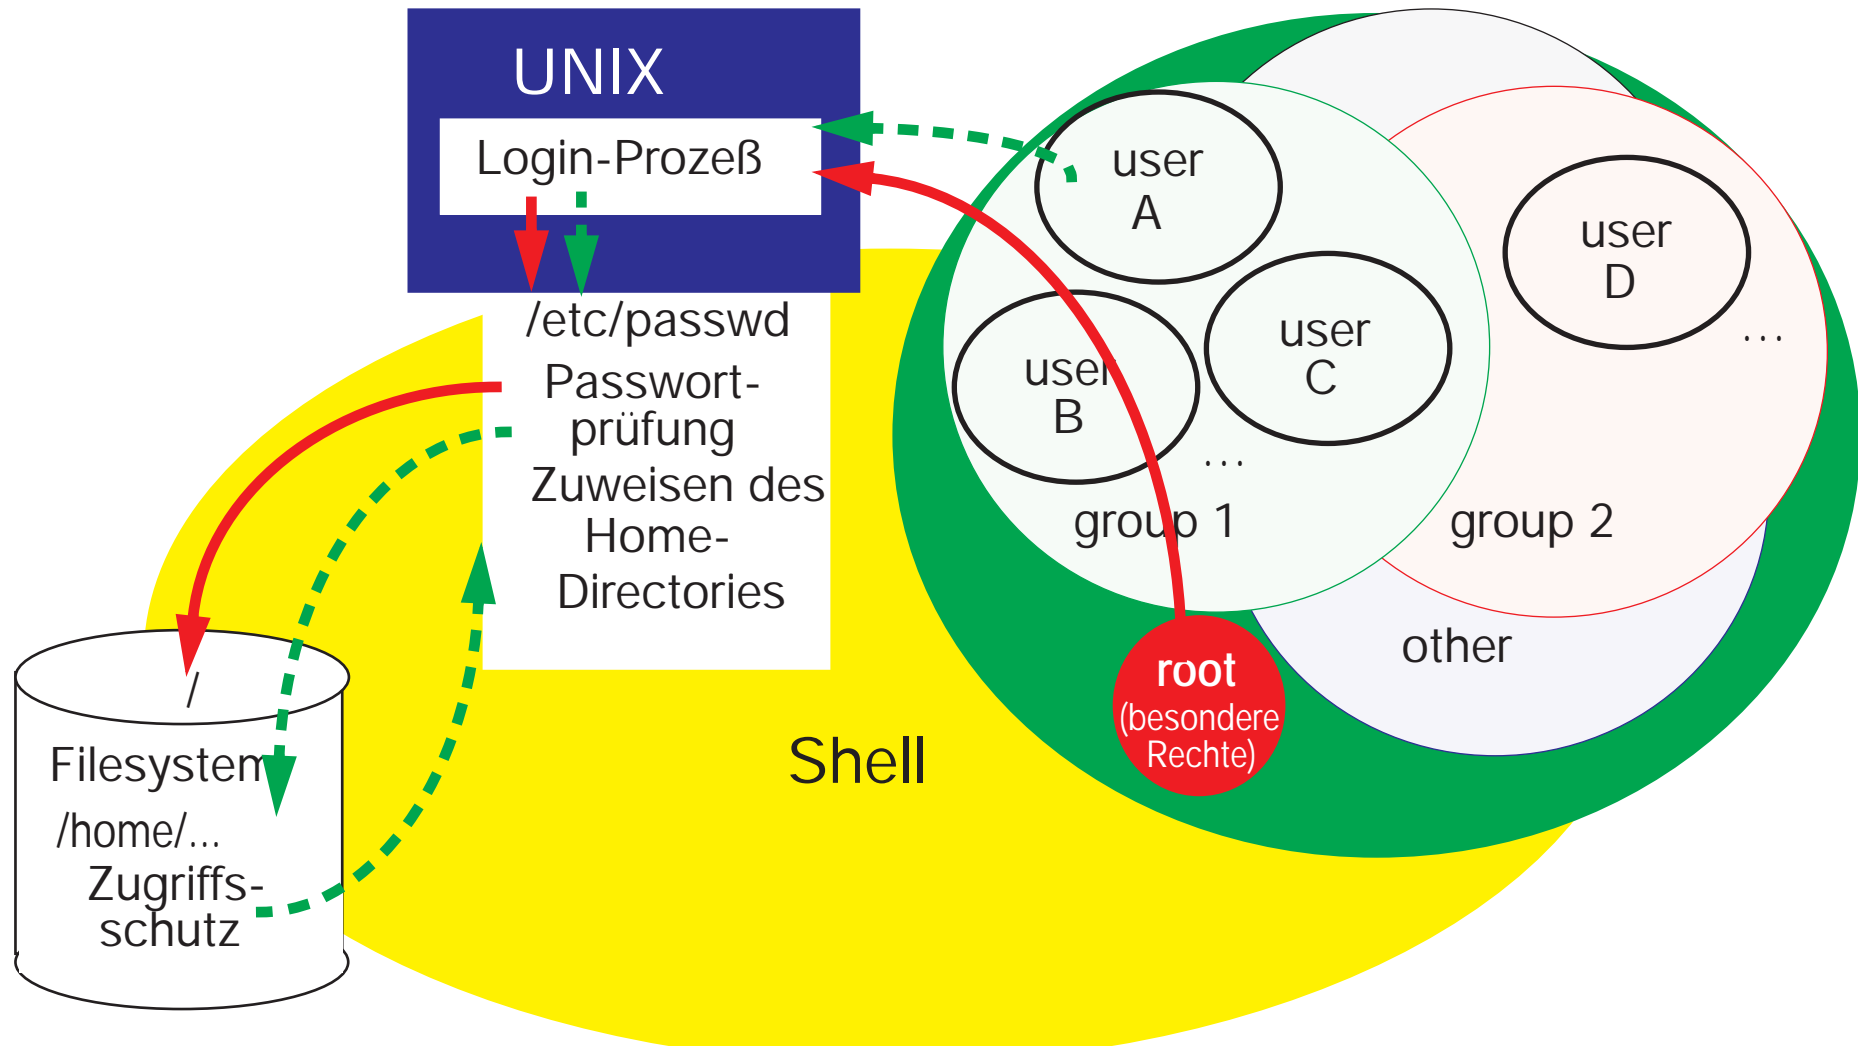 UNIX
Login-Prozeß
/etc/passwd
Passwort-
prüfung
Zuweisen des
Home-
Directories
/
Filesystem
/home/...
Zugriffs-
schutz
Shell
user
A
user
B
user
C
...
group 1
user
D
...
group 2
other
root
(besondere
Rechte)